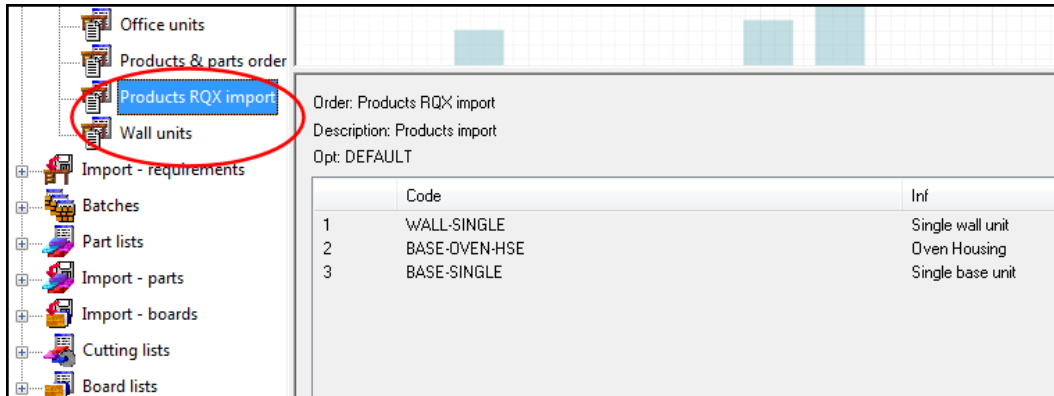 Office units
Products & parts order
Products RQX import
Wall units
Import - requirements
Batches
Part lists
Import - parts
Import - boards
Cutting lists
Board lists
Order: Products RQX import
Description: Products import
Opt: DEFAULT
Code Inf
1 WALL-SINGLE Single wall unit
2 BASE-OVEN-HSE Oven Housing
3 BASE-SINGLE Single base unit